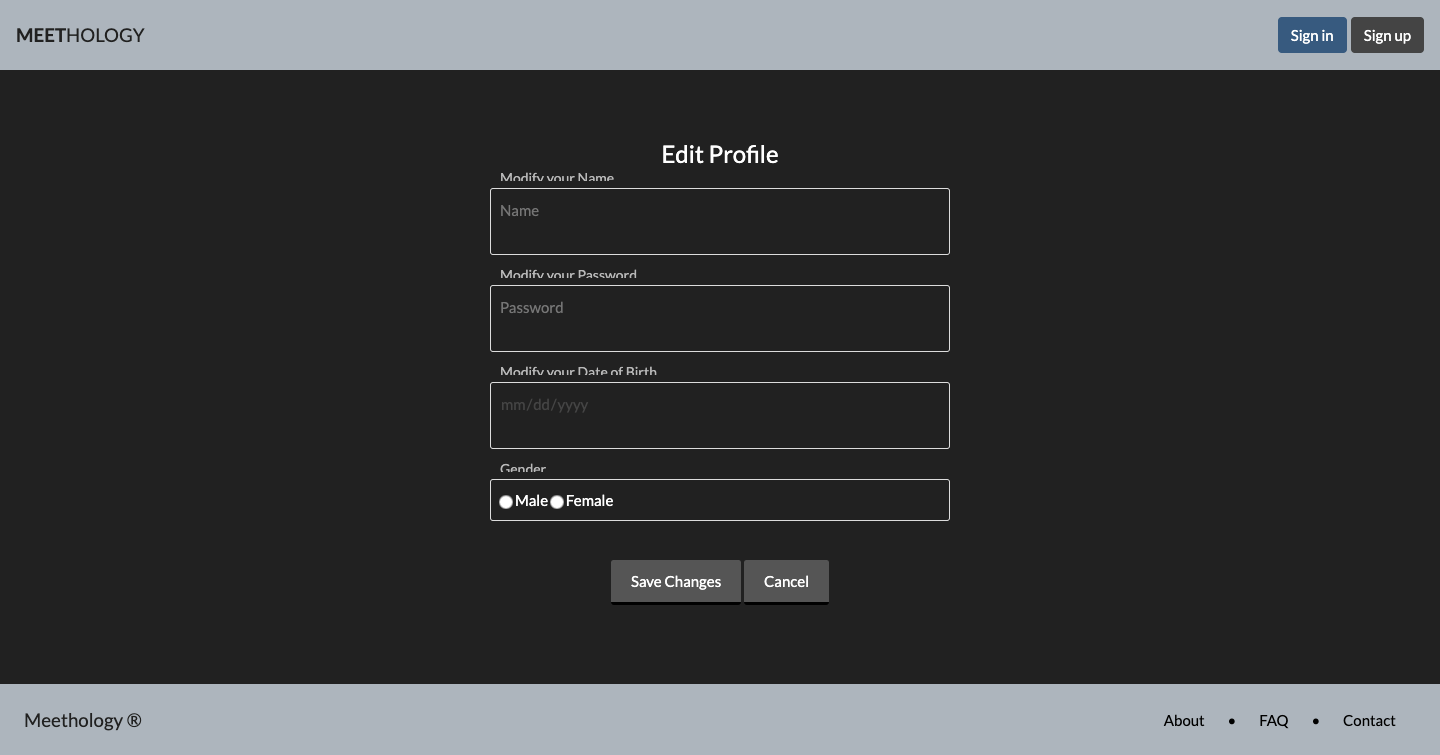 MEETHOLOGY
Sign in
Sign up
Edit Profile
Modify your Name
Name
Modify your Password
Password
Modify your Date of Birth
mm/dd/yyyy
Gender
Male Female
Save Changes
Cancel
Meethology ®
About • FAQ • Contact